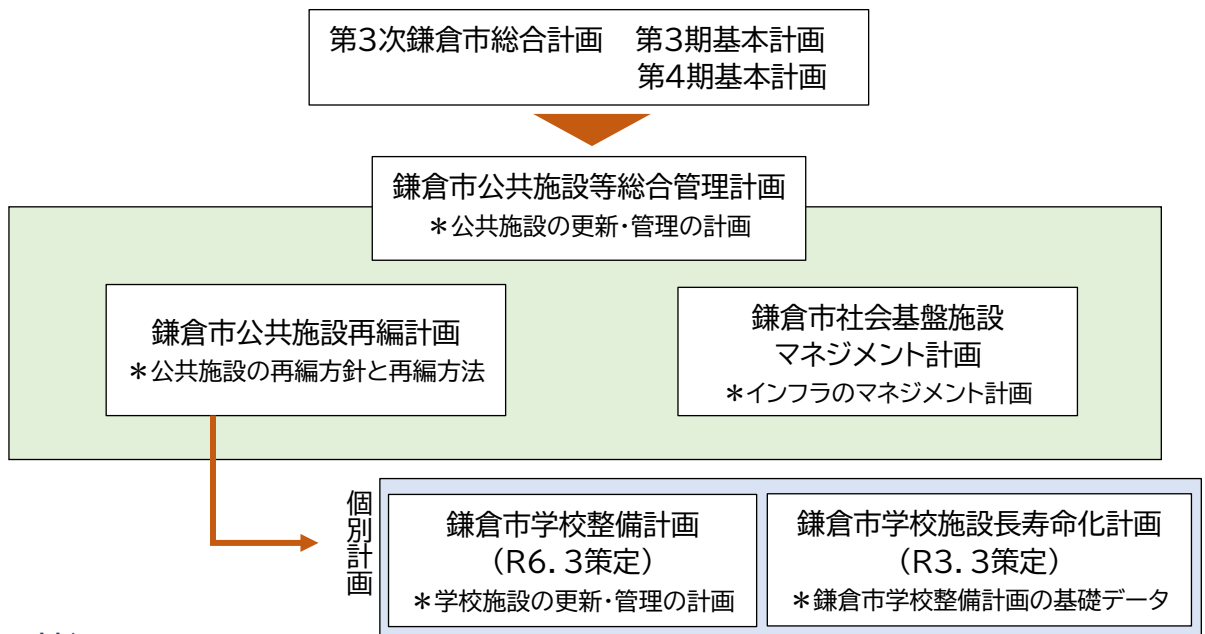 第3次鎌倉市総合計画　第3期基本計画
第4期基本計画
鎌倉市公共施設等総合管理計画
＊公共施設の更新・管理の計画
鎌倉市公共施設再編計画
＊公共施設の再編方針と再編方法
鎌倉市社会基盤施設
マネジメント計画
＊インフラのマネジメント計画
個別計画
鎌倉市学校整備計画
（R6．3策定）
＊学校施設の更新・管理の計画
鎌倉市学校施設長寿命化計画
（R3．3策定）
＊鎌倉市学校整備計画の基礎データ